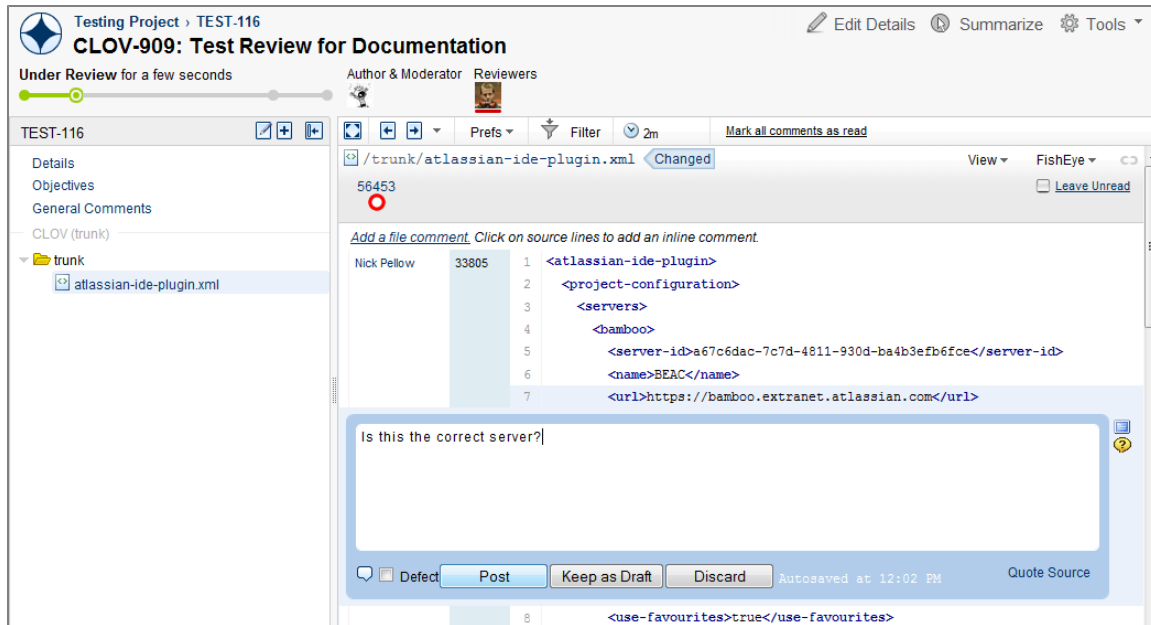 Testing Project › TEST-116
CLOV-909: Test Review for Documentation
Edit Details Summarize Tools
Under Review for a few seconds
Author & Moderator Reviewers
TEST-116
Prefs Filter 2m Mark all comments as read
Details
Objectives
General Comments
CLOV (trunk)
trunk
atlassian-ide-plugin.xml
/trunk/atlassian-ide-plugin.xml Changed View FishEye
56453 Leave Unread
Add a file comment. Click on source lines to add an inline comment.
Nick Pellow 33805 1 <atlassian-ide-plugin>
2 <project-configuration>
3 <servers>
4 <bamboo>
5 <server-id>a67c6dac-7c7d-4811-930d-ba4b3efb6fce</server-id>
6 <name>BEAC</name>
7 <url>https://bamboo.extranet.atlassian.com</url>
Is this the correct server?
Defect Post Keep as Draft Discard Autosaved at 12:02 PM Quote Source
8 <use-favourites>true</use-favourites>